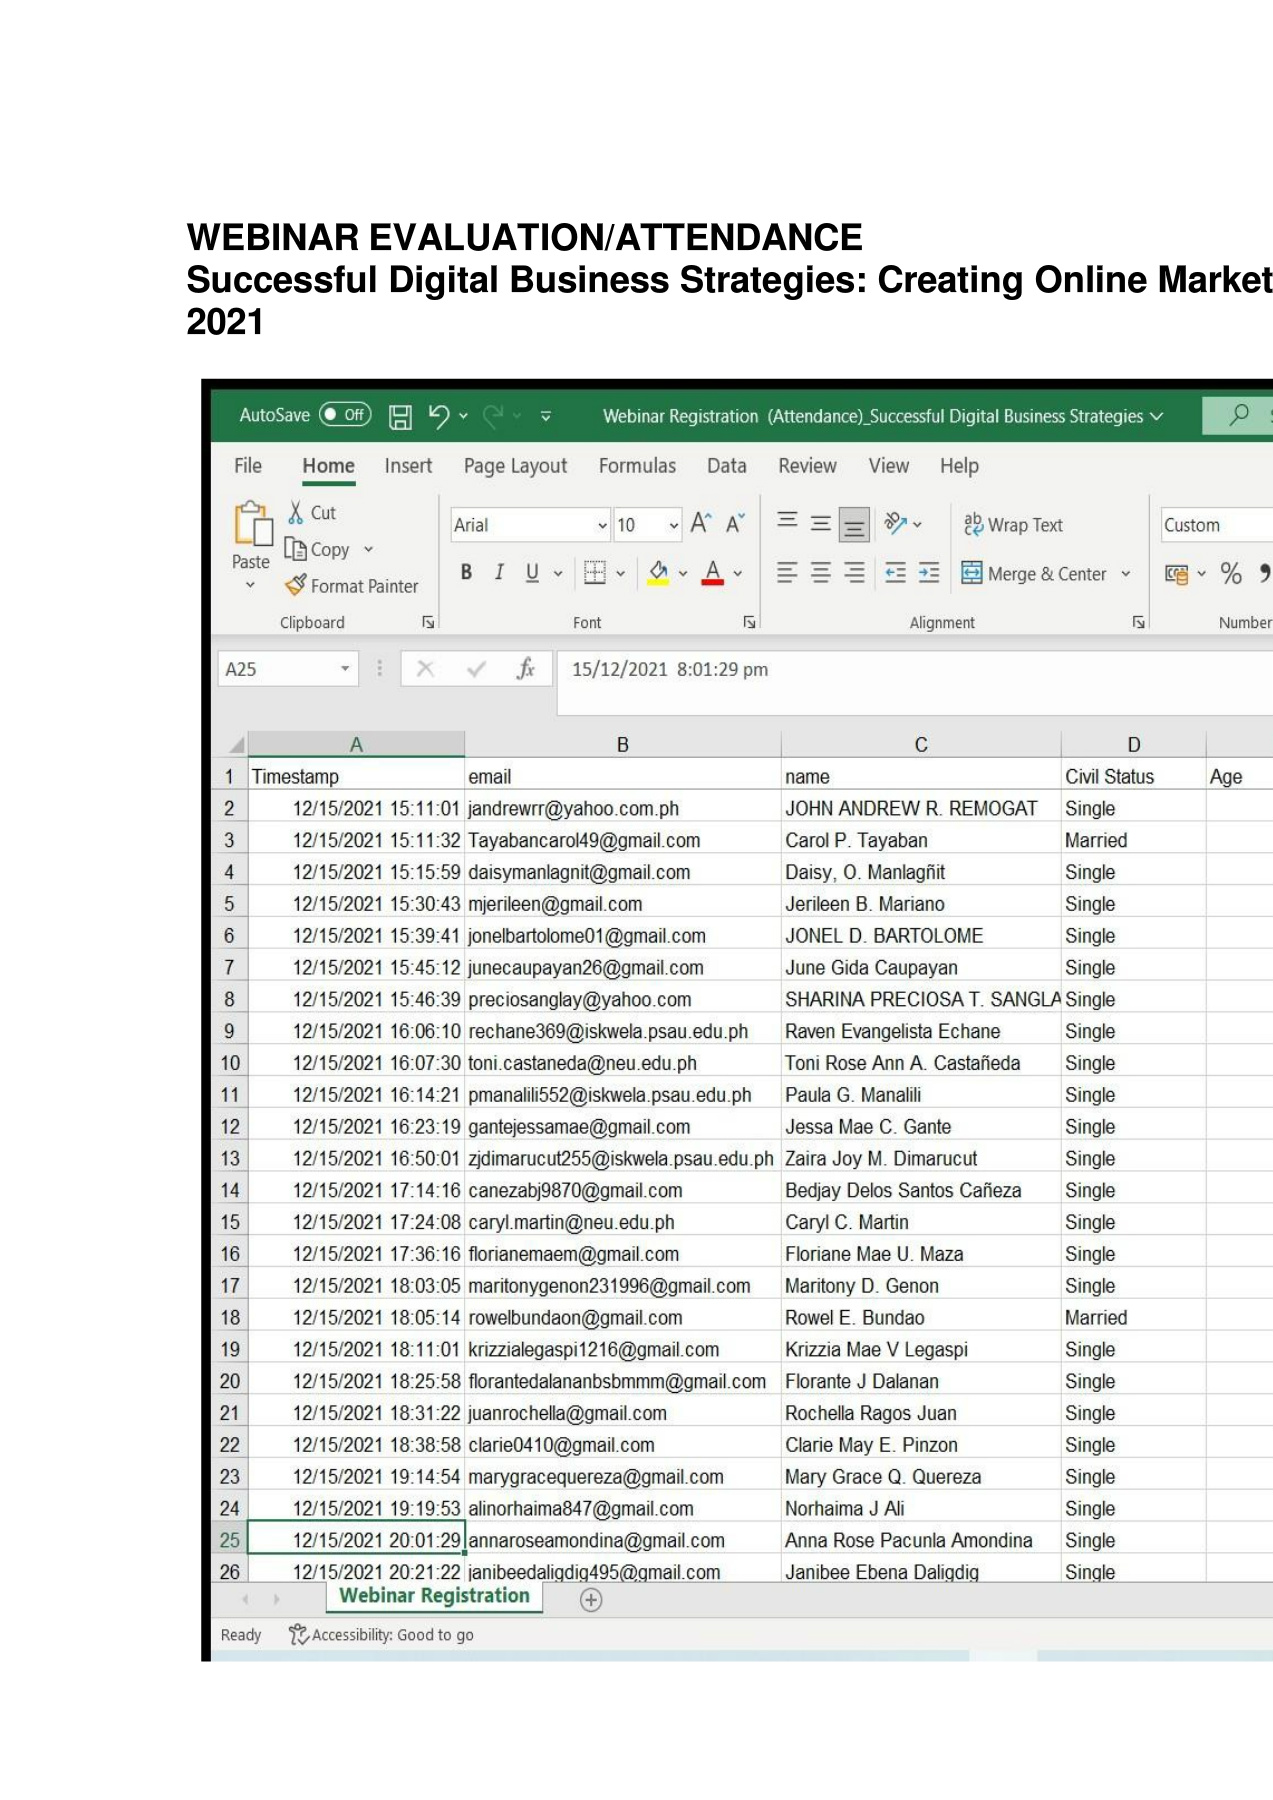 WEBINAR EVALUATION/ATTENDANCE
Successful Digital Business Strategies: Creating Online Market
2021
AutoSave Off Webinar Registration (Attendance)_Successful Digital Business Strategies
File Home Insert Page Layout Formulas Data Review View Help
Cut
Copy
Paste
Format Painter
Clipboard
Arial 10
B I U
Font
Wrap Text
Merge & Center
Alignment
Custom
%
Number
A25 fx 15/12/2021 8:01:29 pm
A B C D
1 Timestamp email name Civil Status Age
2 12/15/2021 15:11:01 jandrewrr@yahoo.com.ph JOHN ANDREW R. REMOGAT Single
3 12/15/2021 15:11:32 Tayabancarol49@gmail.com Carol P. Tayaban Married
4 12/15/2021 15:15:59 daisymanlagnit@gmail.com Daisy, O. Manlagñit Single
5 12/15/2021 15:30:43 mjerileen@gmail.com Jerileen B. Mariano Single
6 12/15/2021 15:39:41 jonelbartolome01@gmail.com JONEL D. BARTOLOME Single
7 12/15/2021 15:45:12 junecaupayan26@gmail.com June Gida Caupayan Single
8 12/15/2021 15:46:39 preciosanglay@yahoo.com SHARINA PRECIOSA T. SANGLA Single
9 12/15/2021 16:06:10 rechane369@iskwela.psau.edu.ph Raven Evangelista Echane Single
10 12/15/2021 16:07:30 toni.castaneda@neu.edu.ph Toni Rose Ann A. Castañeda Single
11 12/15/2021 16:14:21 pmanalili552@iskwela.psau.edu.ph Paula G. Manalili Single
12 12/15/2021 16:23:19 gantejessamae@gmail.com Jessa Mae C. Gante Single
13 12/15/2021 16:50:01 zjdimarucut255@iskwela.psau.edu.ph Zaira Joy M. Dimarucut Single
14 12/15/2021 17:14:16 canezabj9870@gmail.com Bedjay Delos Santos Cañeza Single
15 12/15/2021 17:24:08 caryl.martin@neu.edu.ph Caryl C. Martin Single
16 12/15/2021 17:36:16 florianemaem@gmail.com Floriane Mae U. Maza Single
17 12/15/2021 18:03:05 maritonygenon231996@gmail.com Maritony D. Genon Single
18 12/15/2021 18:05:14 rowelbundaon@gmail.com Rowel E. Bundao Married
19 12/15/2021 18:11:01 krizzialegaspi1216@gmail.com Krizzia Mae V Legaspi Single
20 12/15/2021 18:25:58 florantedalananbsbmmm@gmail.com Florante J Dalanan Single
21 12/15/2021 18:31:22 juanrochella@gmail.com Rochella Ragos Juan Single
22 12/15/2021 18:38:58 clarie0410@gmail.com Clarie May E. Pinzon Single
23 12/15/2021 19:14:54 marygracequereza@gmail.com Mary Grace Q. Quereza Single
24 12/15/2021 19:19:53 alinorhaima847@gmail.com Norhaima J Ali Single
25 12/15/2021 20:01:29 annaroseamondina@gmail.com Anna Rose Pacunla Amondina Single
26 12/15/2021 20:21:22 janibeedaligdig495@gmail.com Janibee Ebena Daligdig Single
Webinar Registration
Ready Accessibility: Good to go